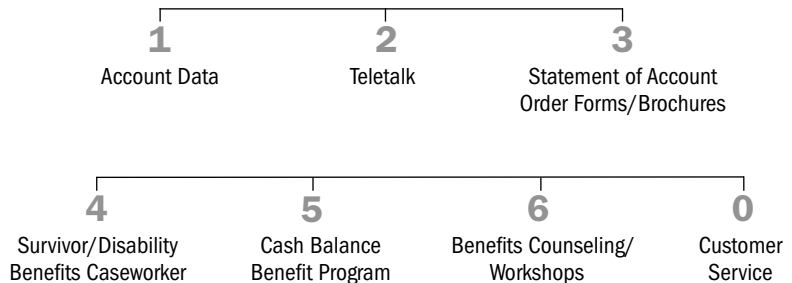 1 2 3
Account Data Teletalk Statement of Account
Order Forms/Brochures
4 5 6 0
Survivor/Disability Cash Balance Benefits Counseling/ Customer
Benefits Caseworker Benefit Program Workshops Service